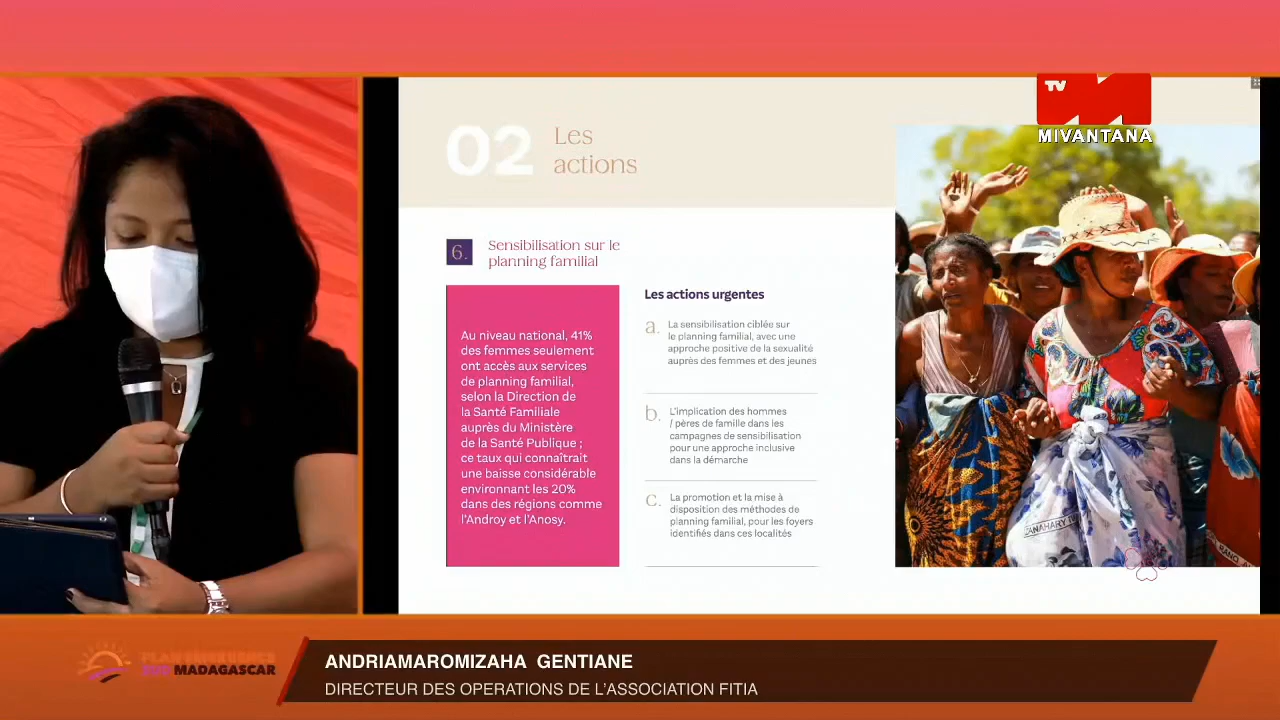 TV
MIVANTANA
02
Les
actions
6.
Sensibilisation sur le
planning familial
Au niveau national, 41%
des femmes seulement
ont accès aux services
de planning familial,
selon la Direction de
la Santé Familiale
auprès du Ministère
de la Santé Publique ;
ce taux qui connaîtrait
une baisse considérable
environnant les 20%
dans des régions comme
l'Androy et l'Anosy.
Les actions urgentes
a.
La sensibilisation ciblée sur
le planning familial, avec une
approche positive de la sexualité
auprès des femmes et des jeunes
b.
L'implication des hommes
/ pères de famille dans les
campagnes de sensibilisation
pour une approche inclusive
dans la démarche
c.
La promotion et la mise à
disposition des méthodes de
planning familial, pour les foyers
identifiés dans ces localités
ZANAHARY
MADAGASCAR
ANDRIAMAROMIZAHA GENTIANE
DIRECTEUR DES OPERATIONS DE L'ASSOCIATION FITIA